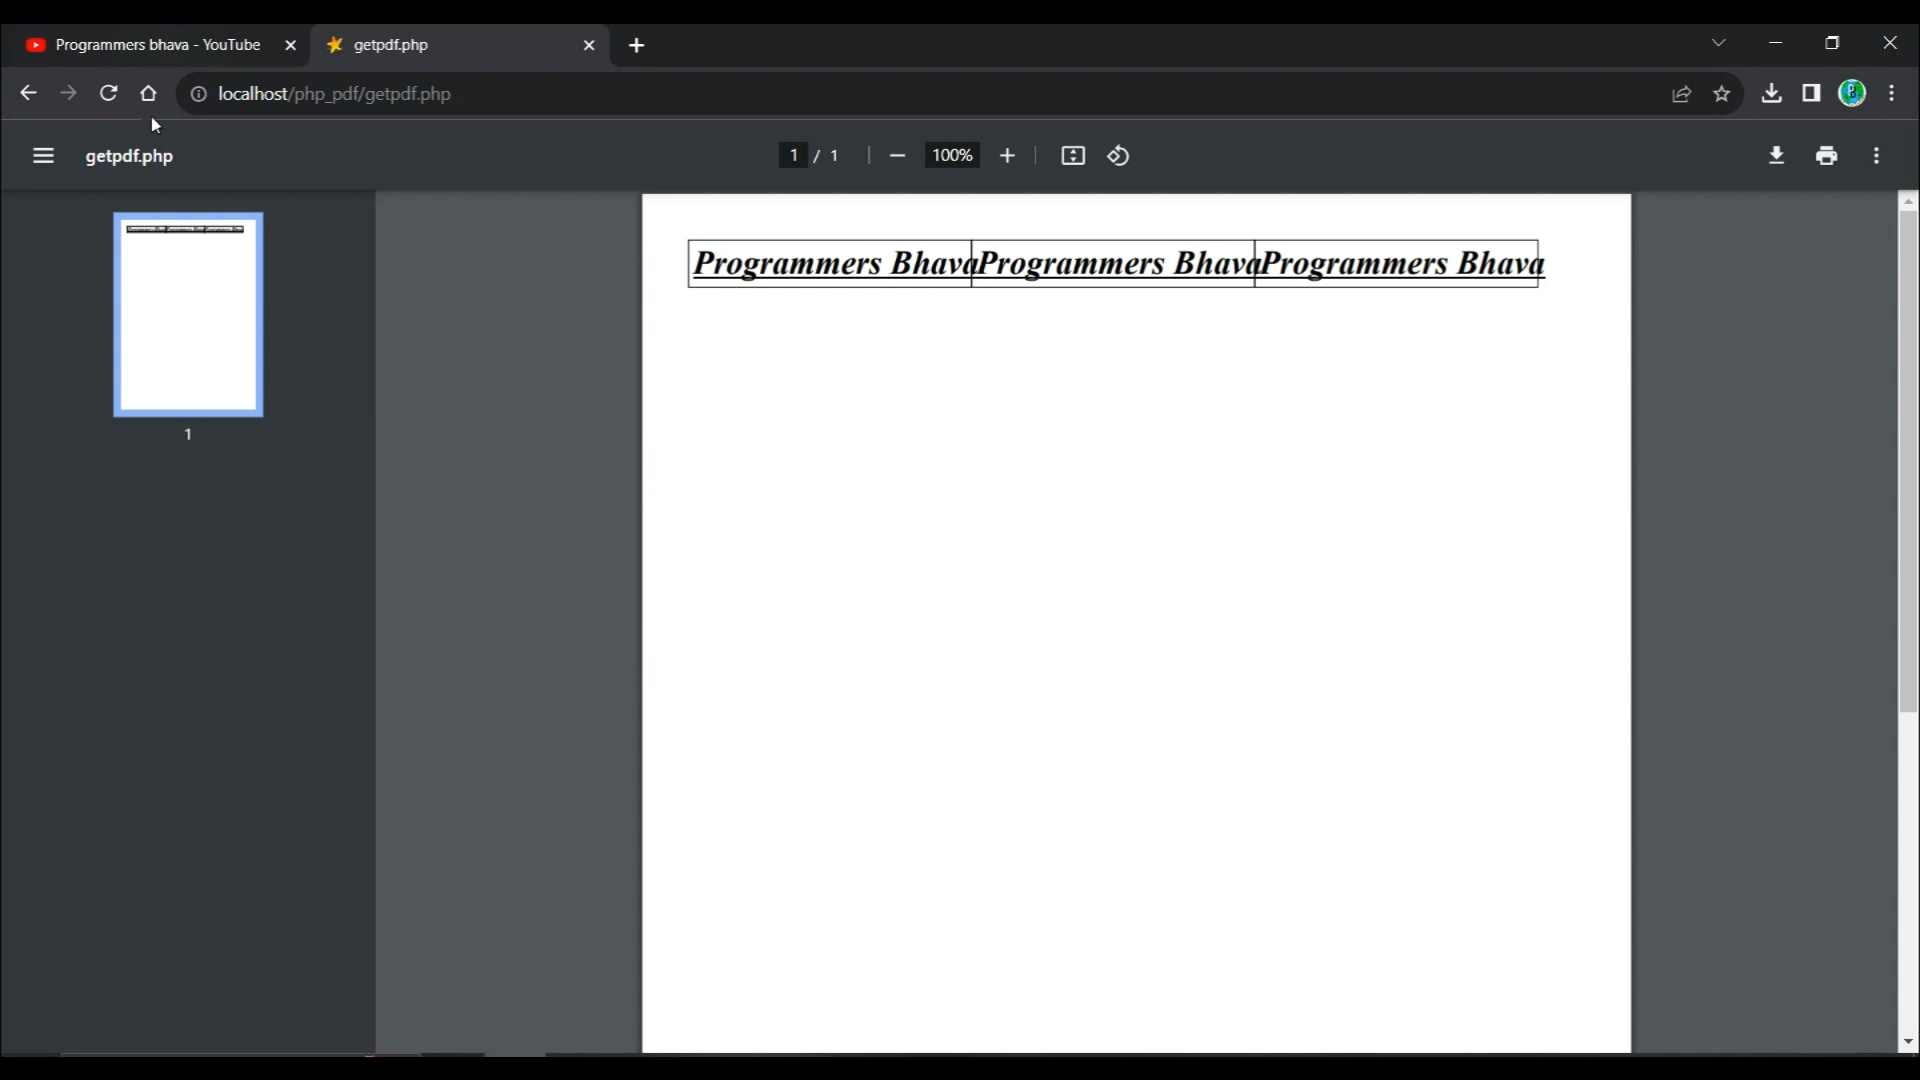 Programmers bhava - YouTube
getpdf.php
localhost/php_pdf/getpdf.php
getpdf.php
1 / 1
100%
Programmers Bhava Programmers Bhava Programmers Bhava
1